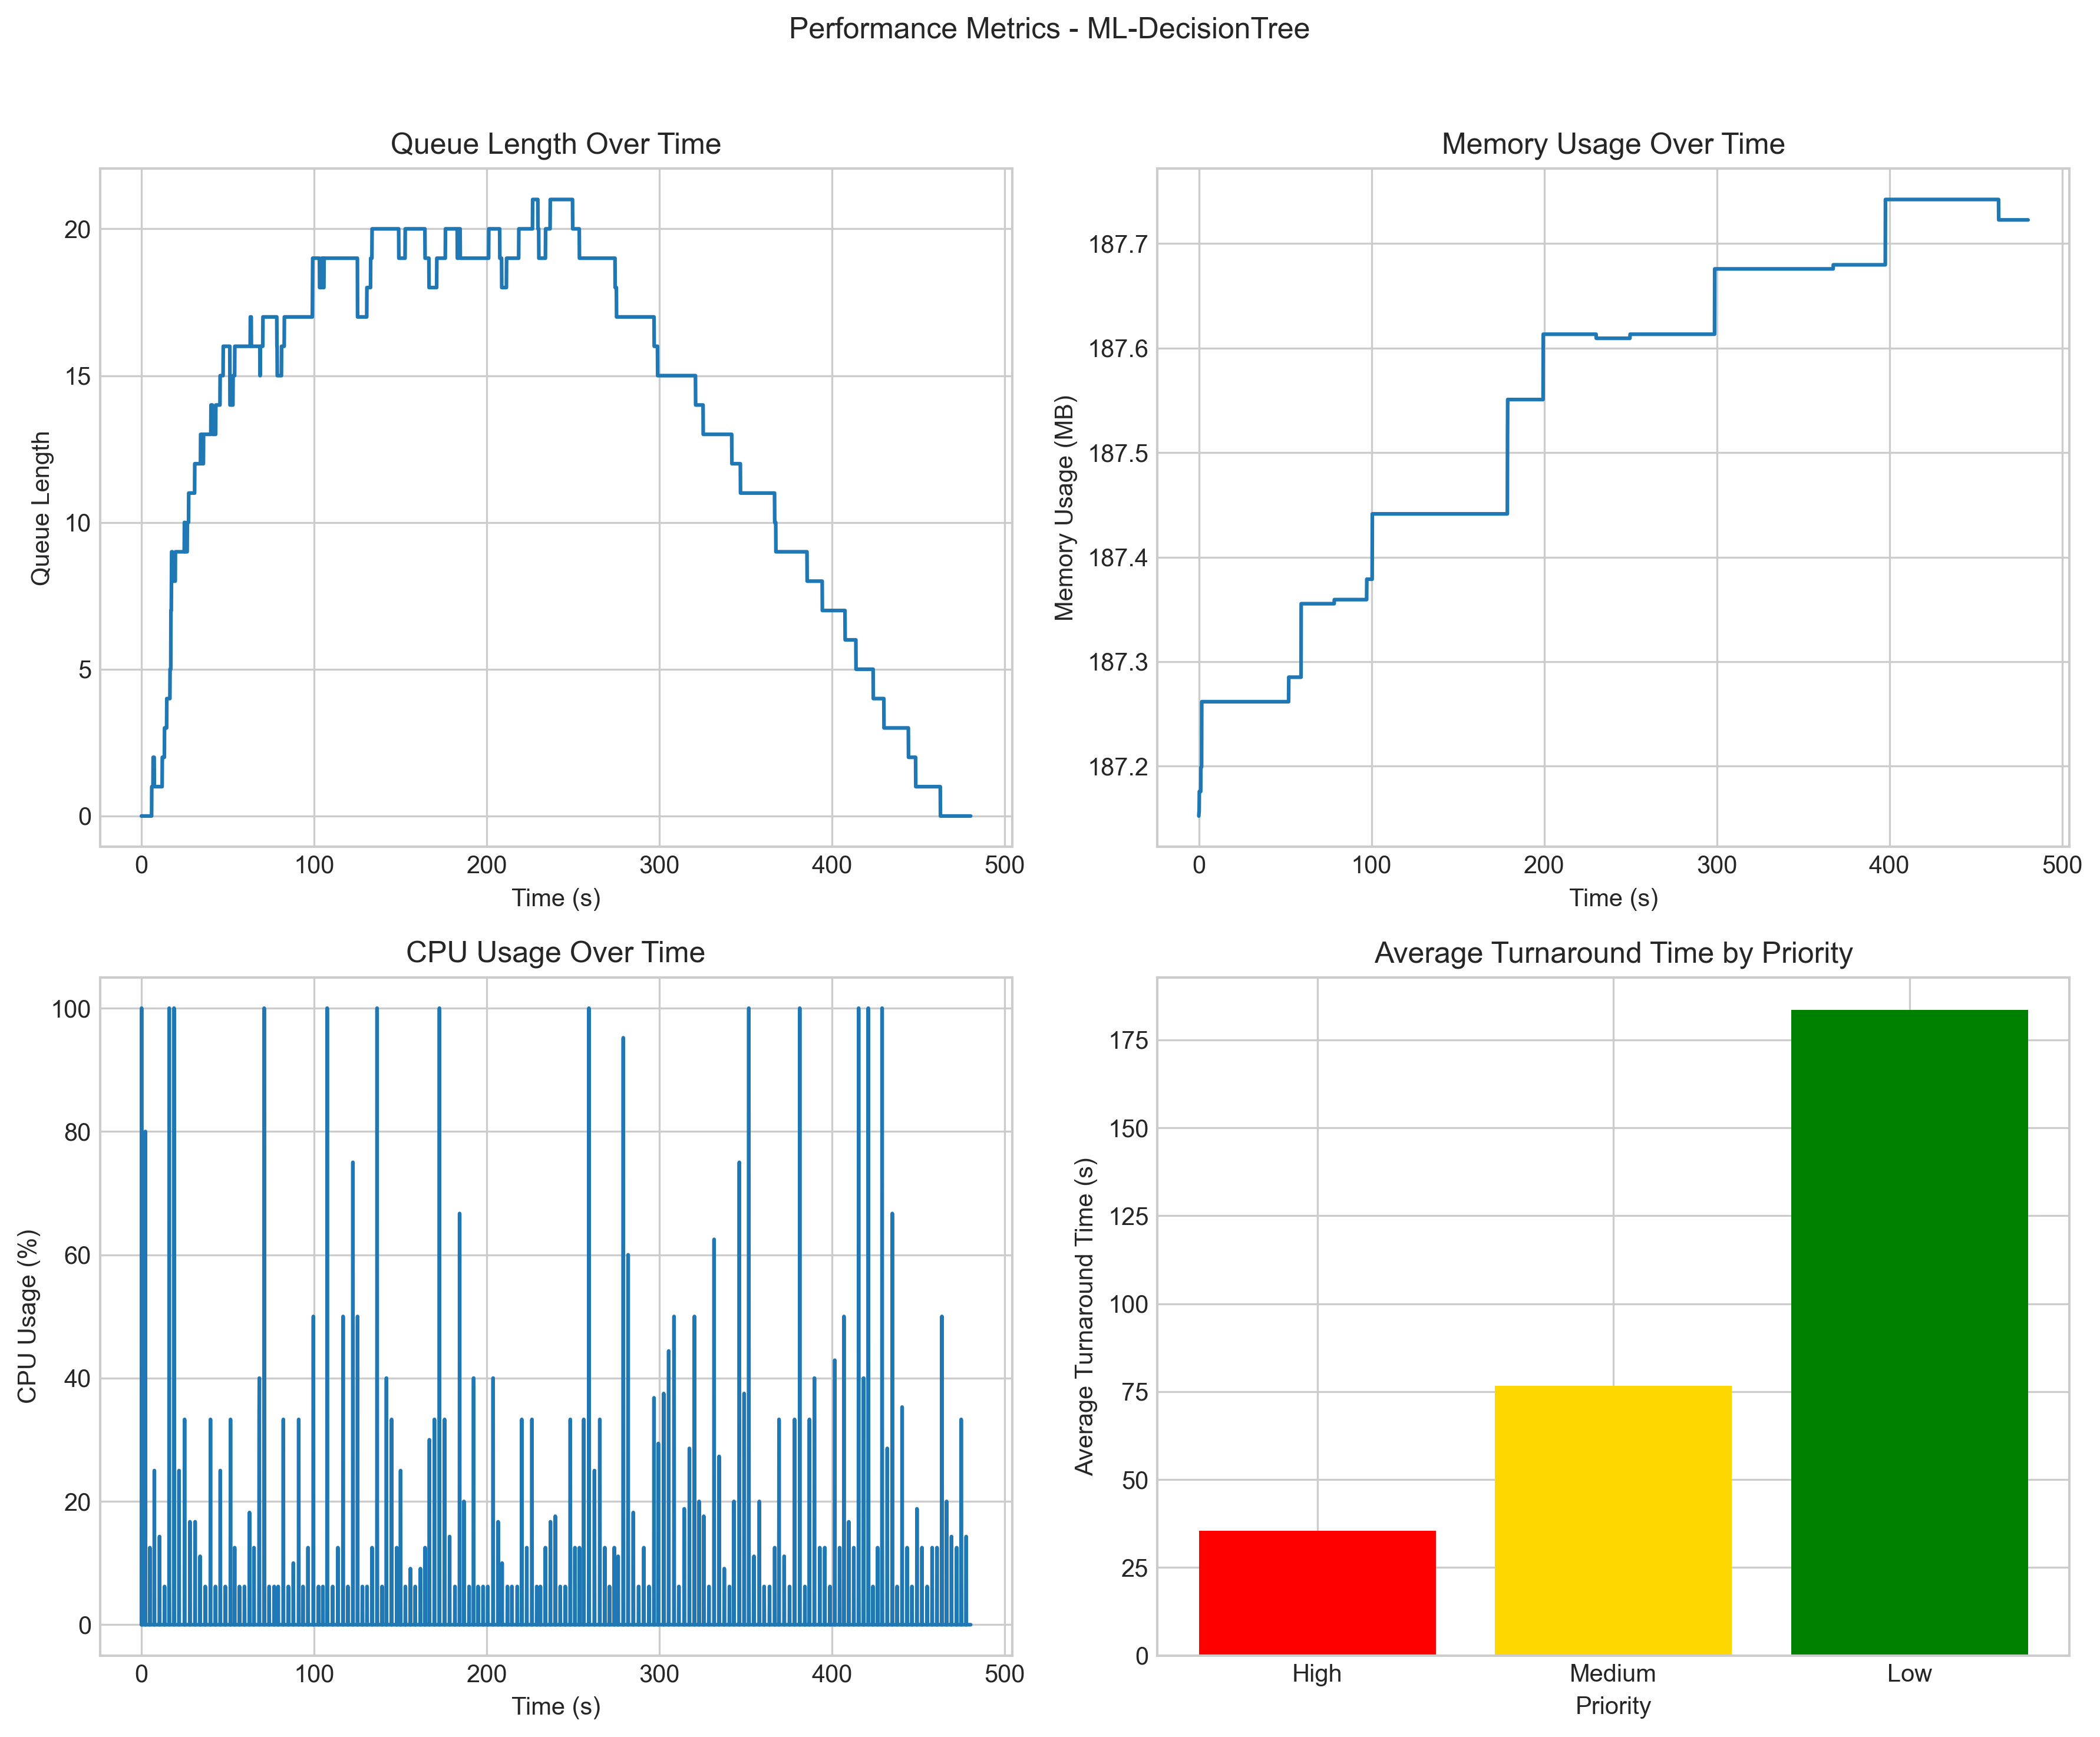 Performance Metrics - ML-DecisionTree
Queue Length Over Time
Queue Length
20
15
10
5
0
0 100 200 300 400 500
Time (s)
Memory Usage Over Time
Memory Usage (MB)
187.7
187.6
187.5
187.4
187.3
187.2
0 100 200 300 400 500
Time (s)
CPU Usage Over Time
CPU Usage (%)
100
80
60
40
20
0
0 100 200 300 400 500
Time (s)
Average Turnaround Time by Priority
Average Turnaround Time (s)
175
150
125
100
75
50
25
0
High Medium Low
Priority